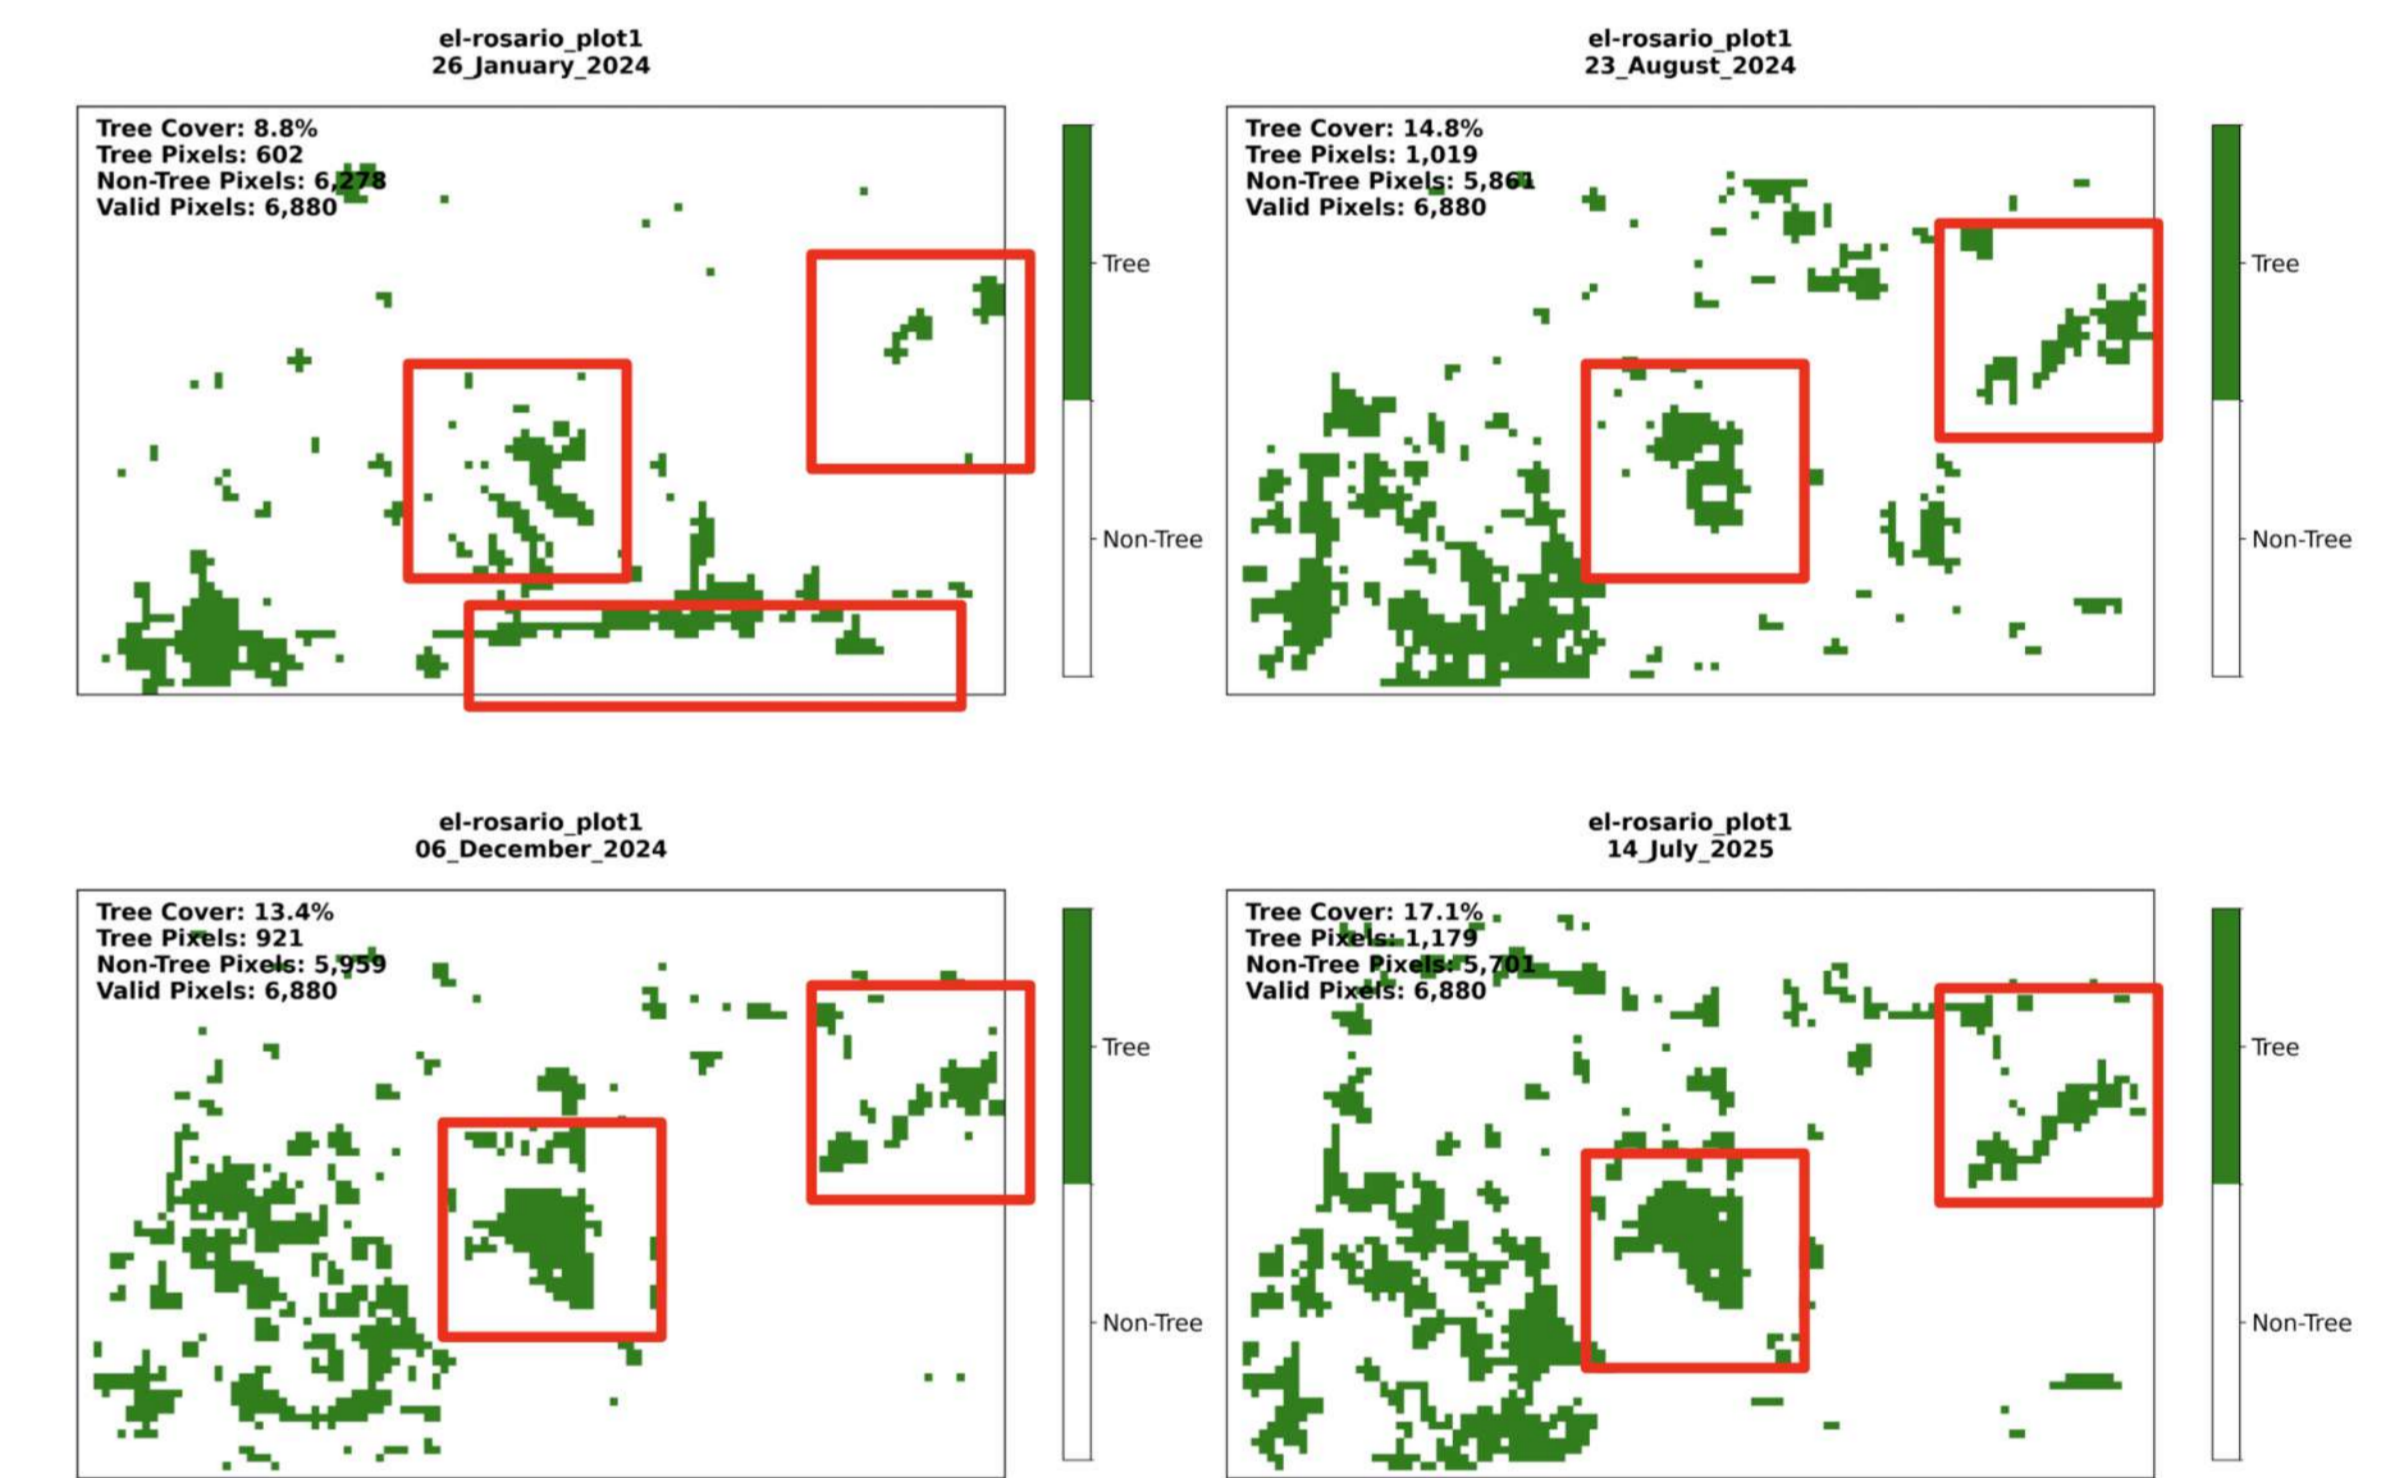 el-rosario_plot1
26_January_2024
Tree Cover: 8.8%
Tree Pixels: 602
Non-Tree Pixels: 6,278
Valid Pixels: 6,880
Tree
Non-Tree
el-rosario_plot1
23_August_2024
Tree Cover: 14.8%
Tree Pixels: 1,019
Non-Tree Pixels: 5,861
Valid Pixels: 6,880
Tree
Non-Tree
el-rosario_plot1
06_December_2024
Tree Cover: 13.4%
Tree Pixels: 921
Non-Tree Pixels: 5,959
Valid Pixels: 6,880
Tree
Non-Tree
el-rosario_plot1
14_July_2025
Tree Cover: 17.1%
Tree Pixels: 1,179
Non-Tree Pixels: 5,701
Valid Pixels: 6,880
Tree
Non-Tree